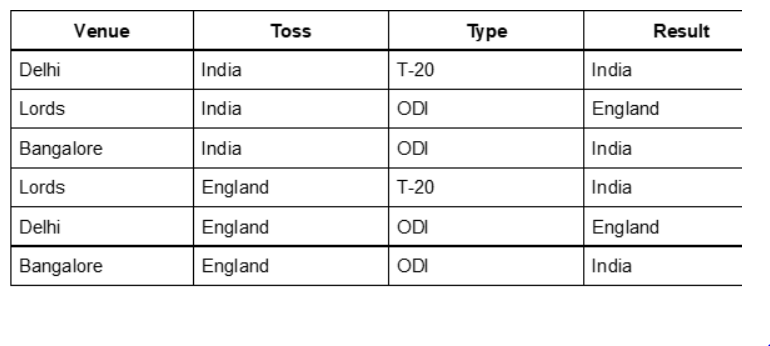 Venue Toss Type Result
Delhi India T-20 India
Lords India ODI England
Bangalore India ODI India
Lords England T-20 India
Delhi England ODI England
Bangalore England ODI India